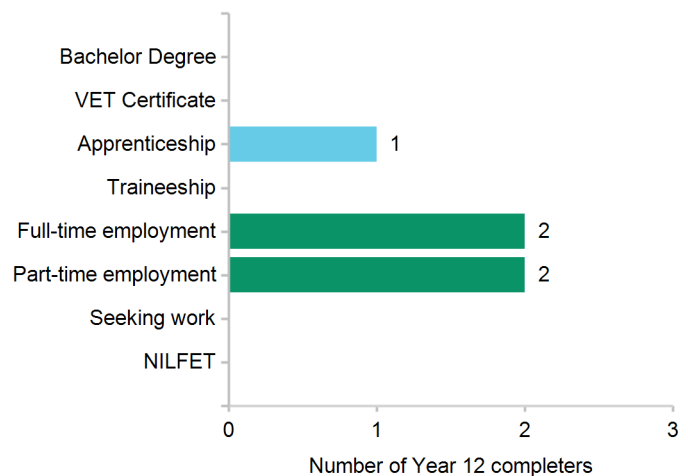 Bachelor Degree
VET Certificate
Apprenticeship 1
Traineeship
Full-time employment 2
Part-time employment 2
Seeking work
NILFET
0 1 2 3
Number of Year 12 completers